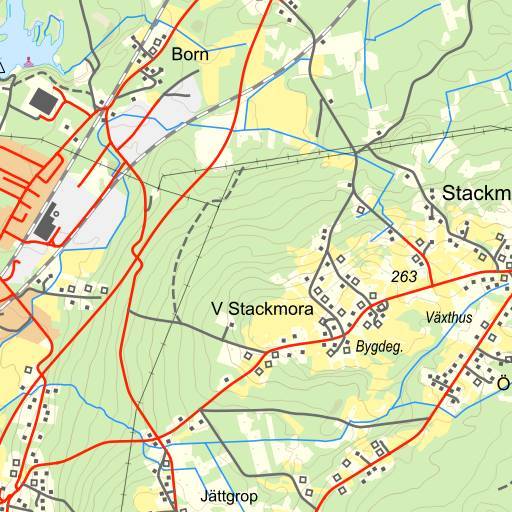 Born
Stackm
263
V Stackmora
Växthus
Bygdeg.
Ö
Jättgrop